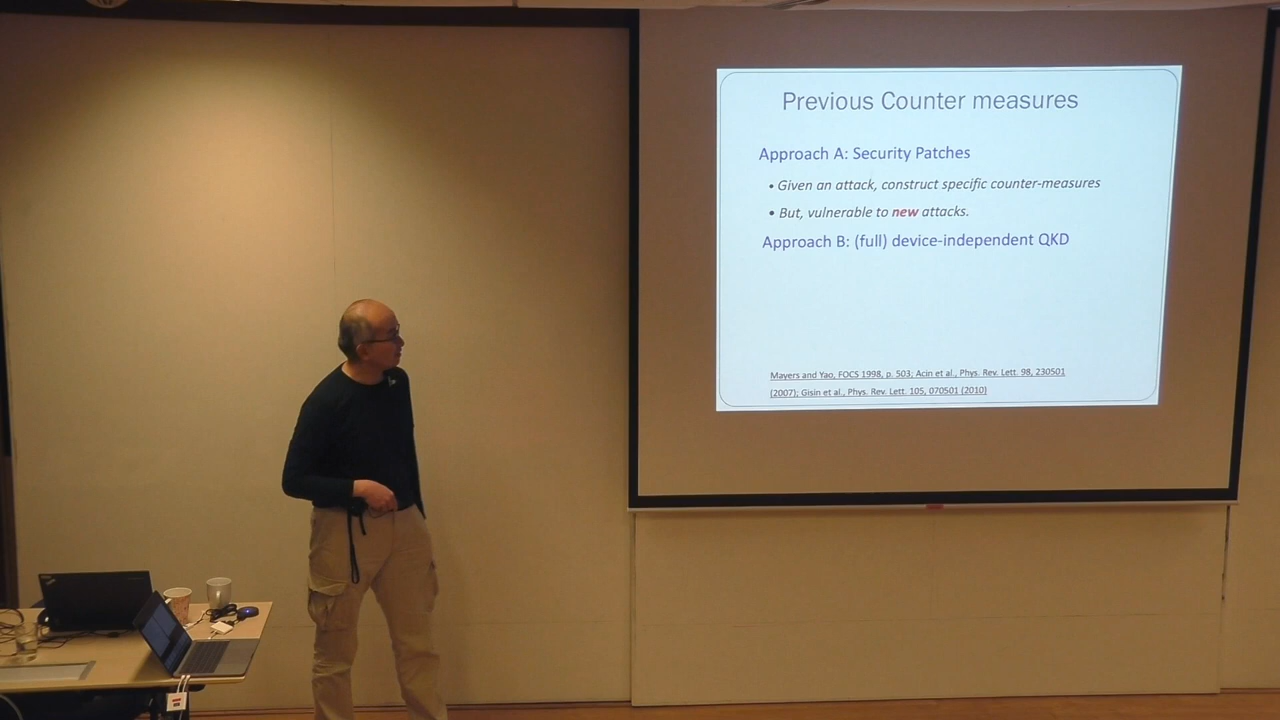 Previous Counter measures
Approach A: Security Patches
• Given an attack, construct specific counter-measures
• But, vulnerable to new attacks.
Approach B: (full) device-independent QKD
Mayers and Yao, FOCS 1998, p. 503; Acin et al., Phys. Rev. Lett. 98, 230501
(2007); Gisin et al., Phys. Rev. Lett. 105, 070501 (2010)